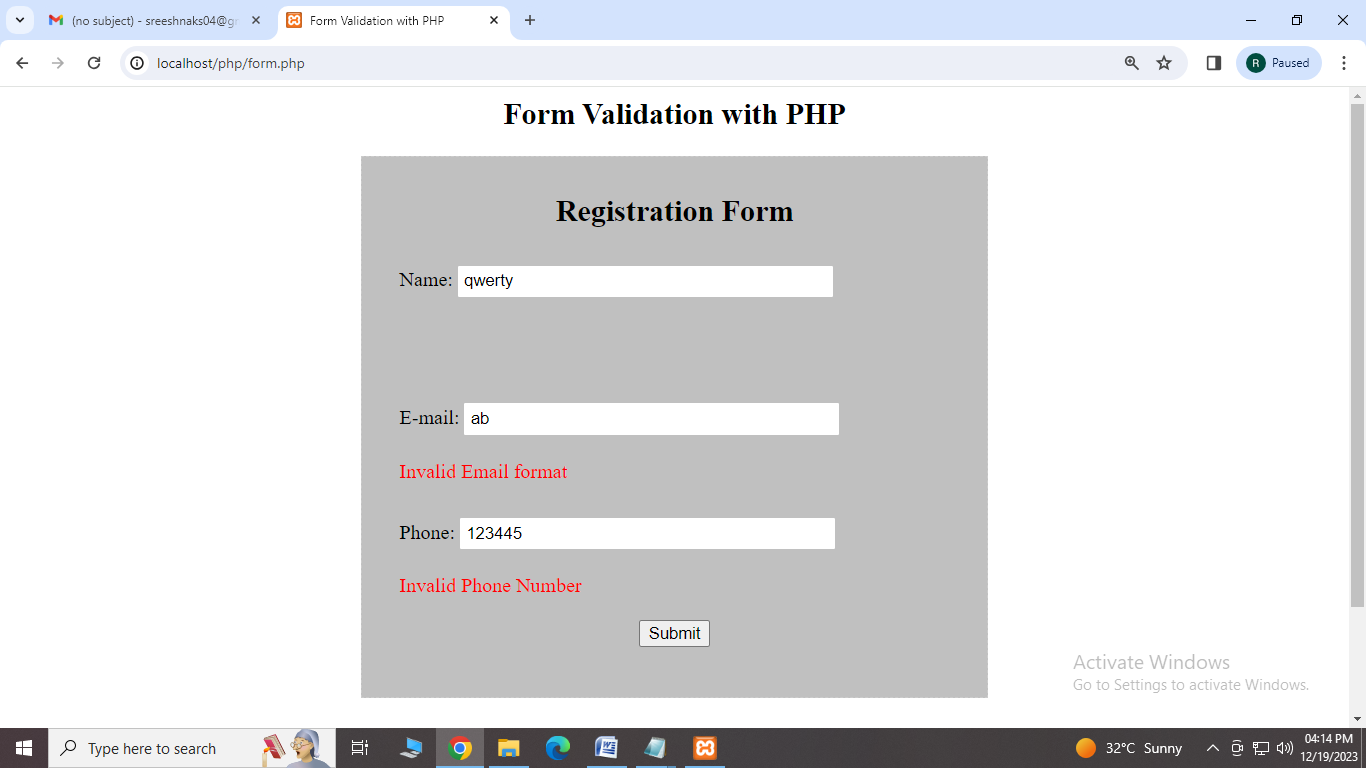 (no subject) - sreeshnaks04@g
Form Validation with PHP
localhost/php/form.php
R Paused
Form Validation with PHP
Registration Form
Name: qwerty
E-mail: ab
Invalid Email format
Phone: 123445
Invalid Phone Number
Submit
Activate Windows
Go to Settings to activate Windows.
Type here to search
32°C Sunny
04:14 PM
12/19/2023